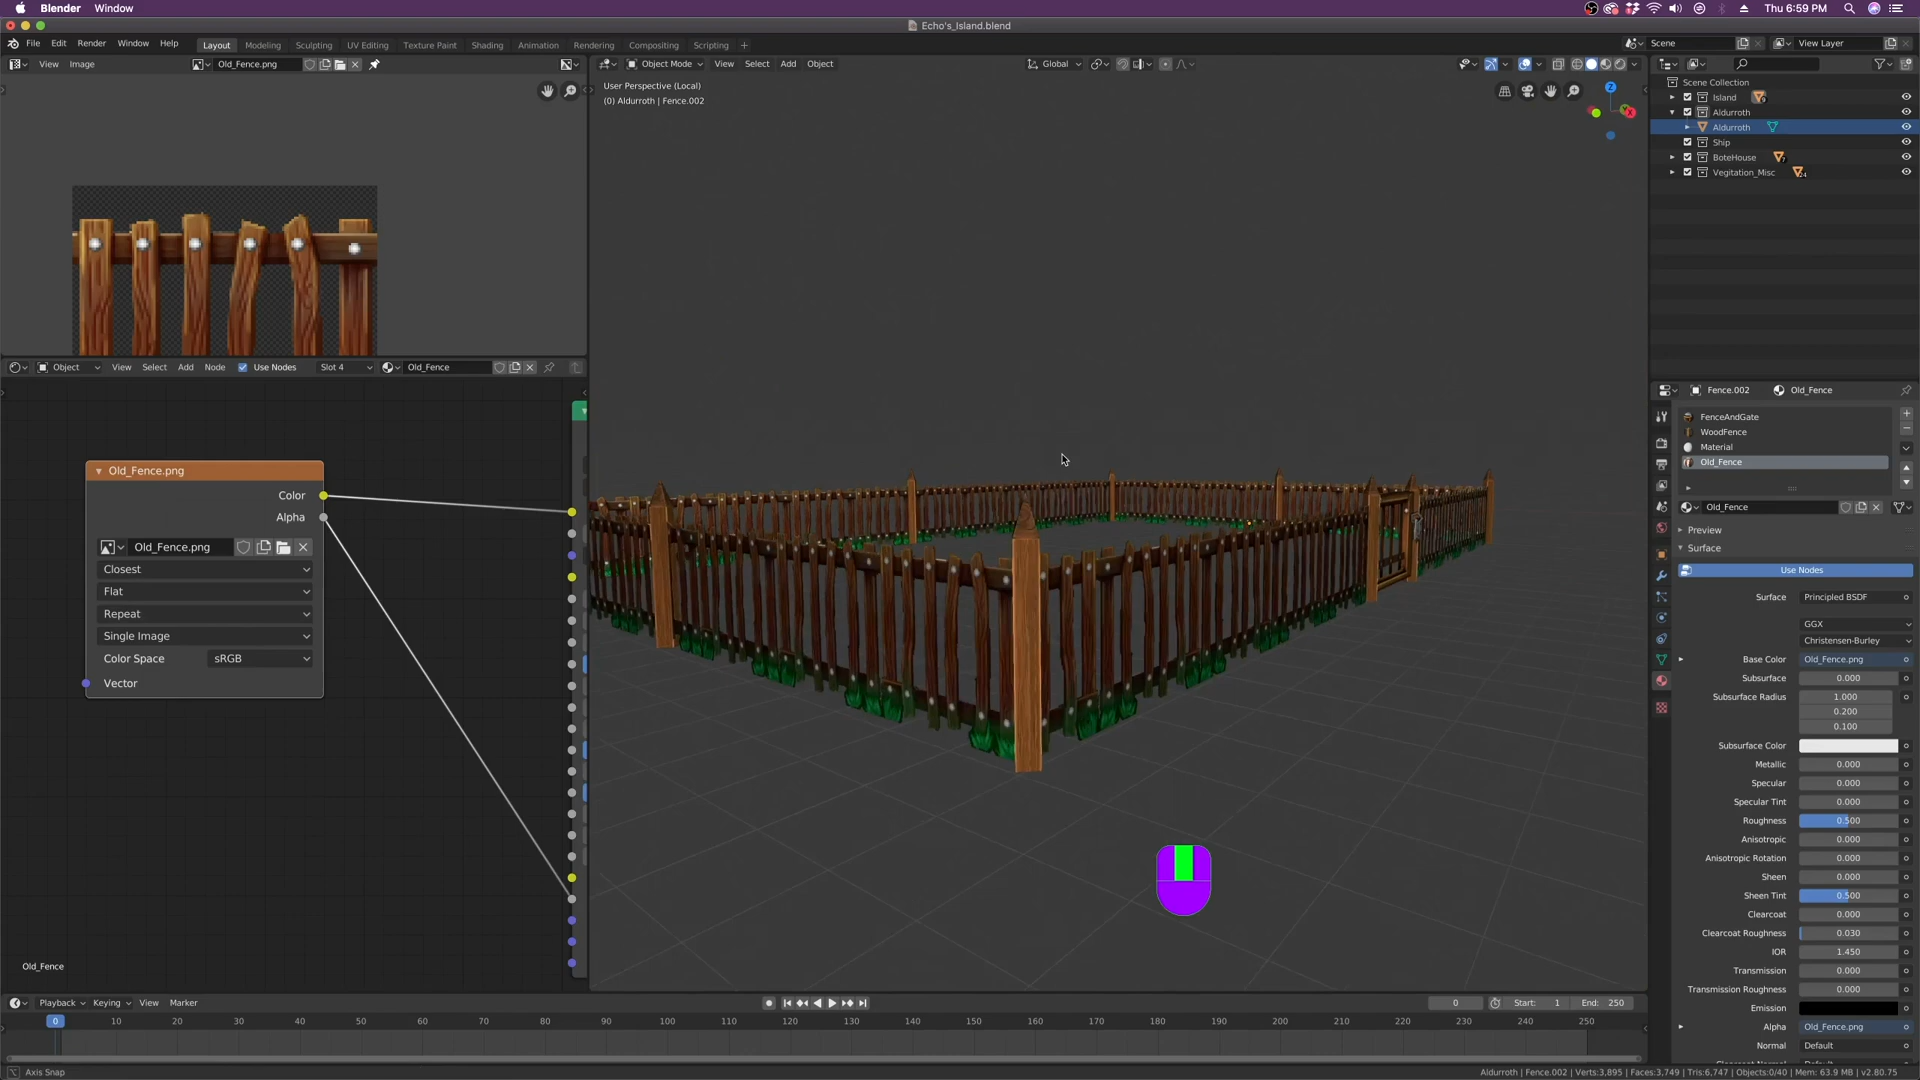 Blender Window Thu 6:59 PM
Echo's_Island.blend
File Edit Render Window Help Layout Modeling Sculpting UV Editing Texture Paint Shading Animation Rendering Compositing Scripting + Scene View Layer
View Image Old_Fence.png Object Mode View Select Add Object Global
User Perspective (Local)
(0) Aldurroth | Fence.002
Scene Collection
Island
Aldurroth
Aldurroth
Ship
BoteHouse
Vegitation_Misc
Object View Select Add Node Use Nodes Slot 4 Old_Fence
Old_Fence.png
Color
Alpha
Old_Fence.png
Closest
Flat
Repeat
Single Image
Color Space sRGB
Vector
Old_Fence
Fence.002 Old_Fence
FenceAndGate
WoodFence
Material
Old_Fence
Old_Fence
Preview
Surface
Use Nodes
Surface Principled BSDF
GGX
Christensen-Burley
Base Color Old_Fence.png
Subsurface 0.000
Subsurface Radius 1.000
0.200
0.100
Subsurface Color
Metallic 0.000
Specular 0.000
Specular Tint 0.000
Roughness 0.500
Anisotropic 0.000
Anisotropic Rotation 0.000
Sheen 0.000
Sheen Tint 0.500
Clearcoat 0.000
Clearcoat Roughness 0.030
IOR 1.450
Transmission 0.000
Transmission Roughness 0.000
Emission
Alpha Old_Fence.png
Normal Default
Playback Keying View Marker 0 Start: 1 End: 250
0 10 20 30 40 50 60 70 80 90 100 110 120 130 140 150 160 170 180 190 200 210 220 230 240 250
Axis Snap Aldurroth | Fence.002 | Verts:3,895 | Faces:3,749 | Tris:6,747 | Objects:0/40 | Mem: 63.9 MB | v2.80.75